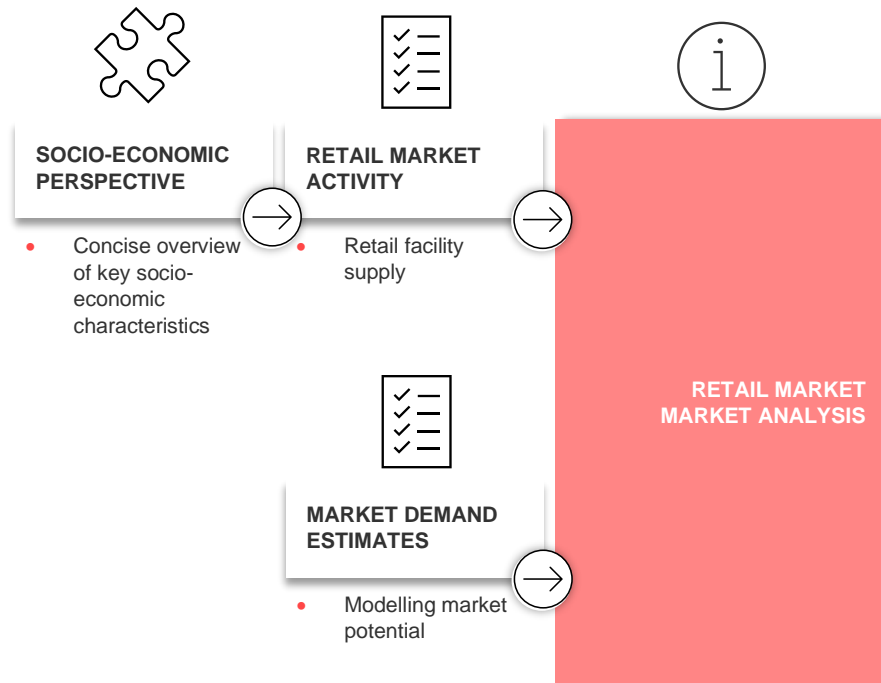 SOCIO-ECONOMIC
PERSPECTIVE
• Concise overview
of key socio-
economic
characteristics
RETAIL MARKET
ACTIVITY
• Retail facility
supply
MARKET DEMAND
ESTIMATES
• Modelling market
potential
RETAIL MARKET
MARKET ANALYSIS